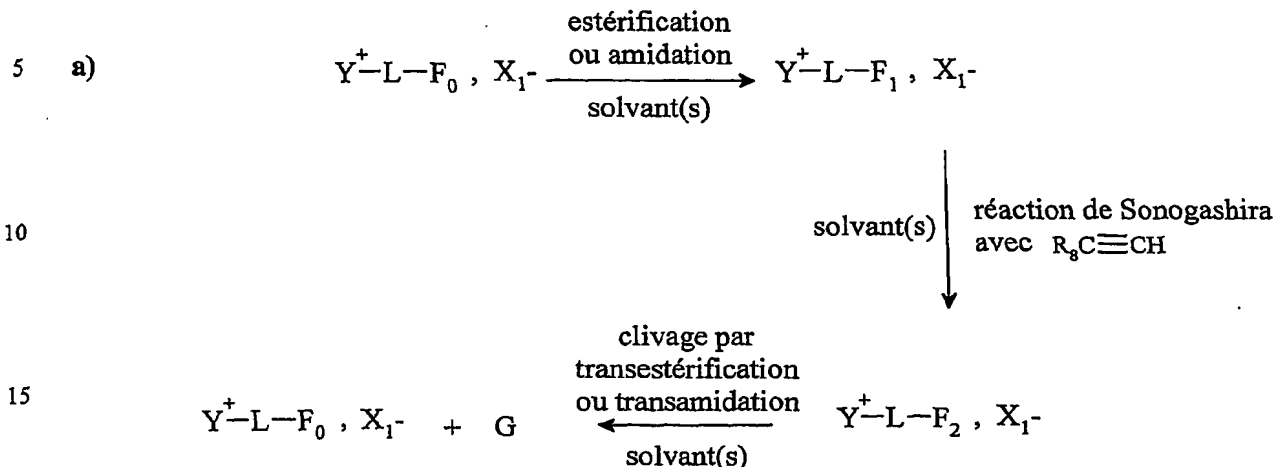 estérification
ou amidation
5 a) Y⁺–L–F₀ , X₁- solvant(s) Y⁺–L–F₁ , X₁-
10 solvant(s) réaction de Sonogashira
avec R₈C≡CH
clivage par
transestérification
15 ou transamidation
Y⁺–L–F₀ , X₁- + G Y⁺–L–F₂ , X₁-
solvant(s)